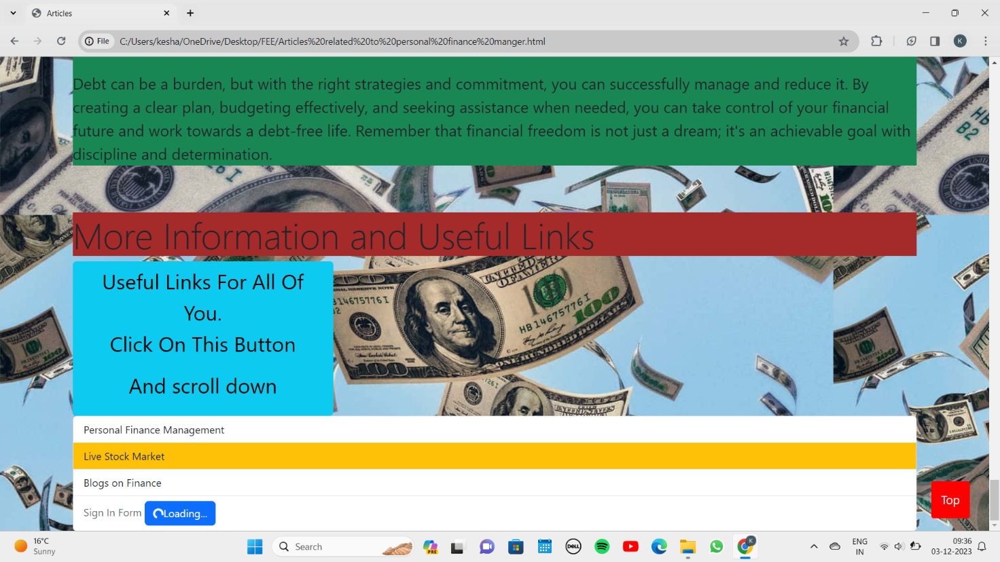 Articles
File
C:/Users/kesha/OneDrive/Desktop/FEE/Articles%20related%20to%20personal%20finance%20manger.html
K
Debt can be a burden, but with the right strategies and commitment, you can successfully manage and reduce it. By
creating a clear plan, budgeting effectively, and seeking assistance when needed, you can take control of your financial
future and work towards a debt-free life. Remember that financial freedom is not just a dream; it's an achievable goal with
discipline and determination.
More Information and Useful Links
Useful Links For All Of
You.
Click On This Button
And scroll down
HB14675776I
100
Personal Finance Management
Live Stock Market
Blogs on Finance
Sign In Form Loading...
Top
16°C
Sunny
Search
PRE
DELL
K
ENG
IN
09:36
03-12-2023